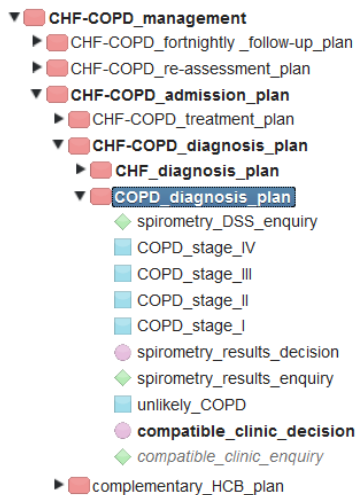 CHF-COPD_management
CHF-COPD_fortnightly _follow-up_plan
CHF-COPD_re-assessment_plan
CHF-COPD_admission_plan
CHF-COPD_treatment_plan
CHF-COPD_diagnosis_plan
CHF_diagnosis_plan
COPD_diagnosis_plan
spirometry_DSS_enquiry
COPD_stage_IV
COPD_stage_III
COPD_stage_II
COPD_stage_I
spirometry_results_decision
spirometry_results_enquiry
unlikely_COPD
compatible_clinic_decision
compatible_clinic_enquiry
complementary_HCB_plan